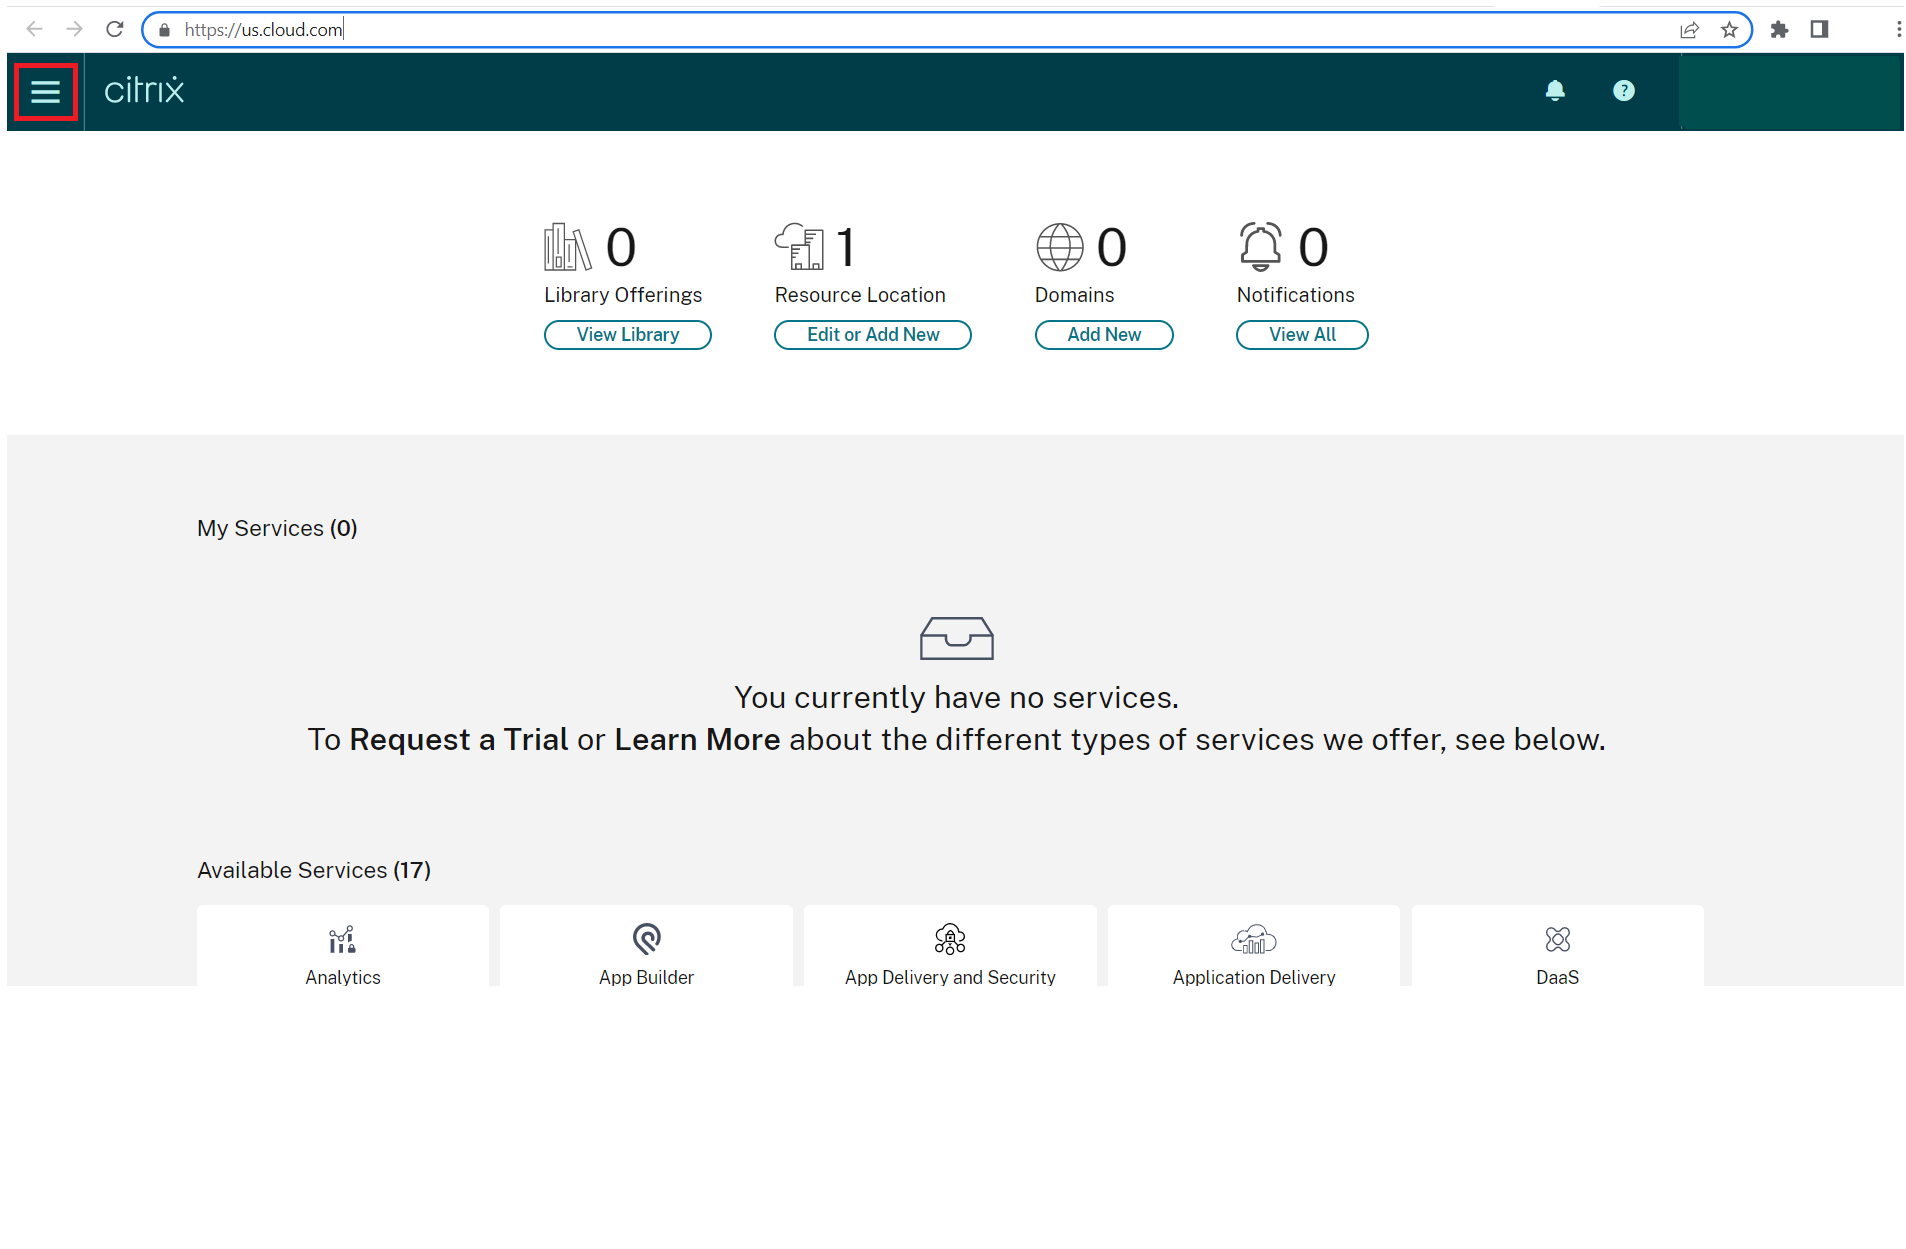 https://us.cloud.com
citrix
?
0 1 0 0
Library Offerings Resource Location Domains Notifications
View Library Edit or Add New Add New View All
My Services (0)
You currently have no services.
To Request a Trial or Learn More about the different types of services we offer, see below.
Available Services (17)
Analytics App Builder App Delivery and Security Application Delivery DaaS